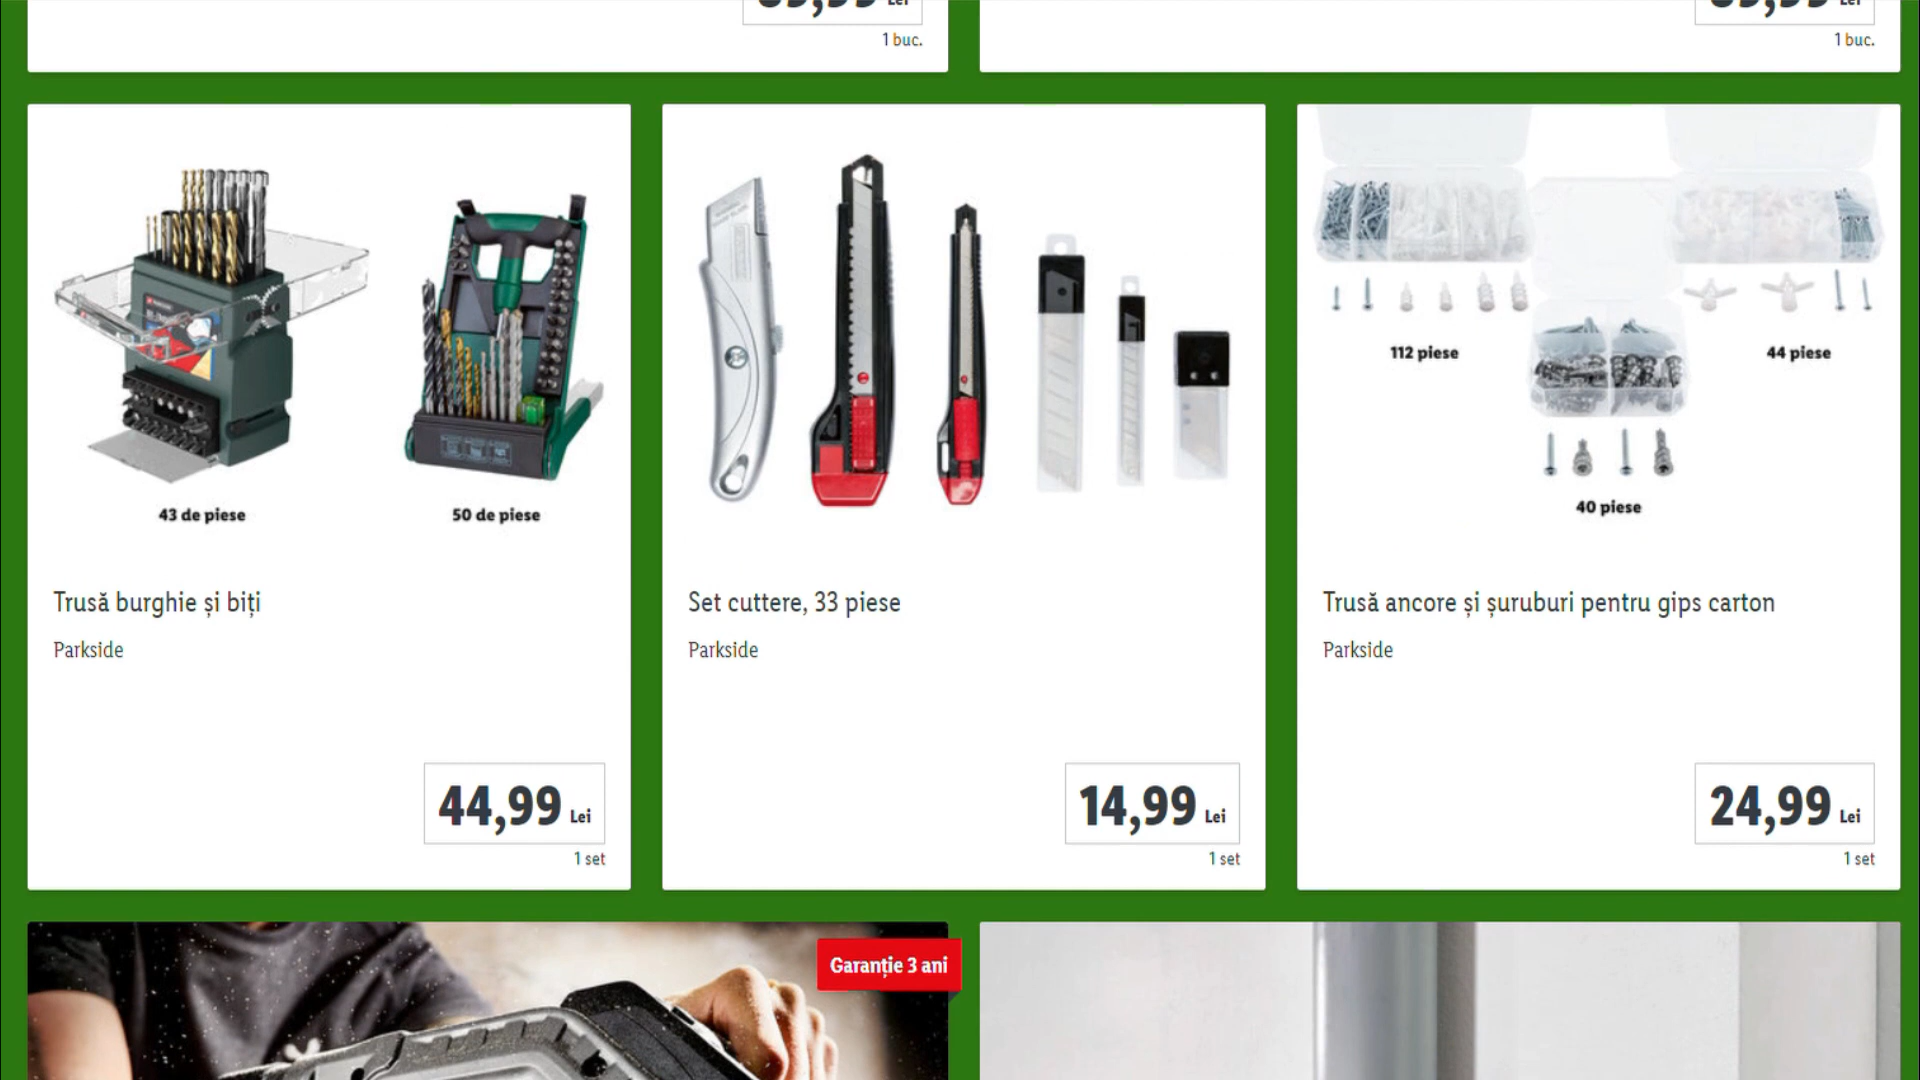 Lei
1 buc.
Lei
1 buc.
112 piese
44 piese
40 piese
43 de piese
50 de piese
Trusă burghie și biți
Parkside
44,99 Lei
1 set
Set cuttere, 33 piese
Parkside
14,99 Lei
1 set
Trusă ancore și șuruburi pentru gips carton
Parkside
24,99 Lei
1 set
Garanție 3 ani